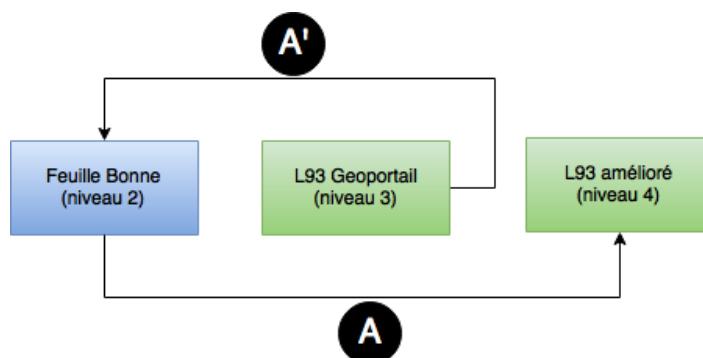 A'
Feuille Bonne
(niveau 2)
L93 Geoportail
(niveau 3)
L93 amélioré
(niveau 4)
A